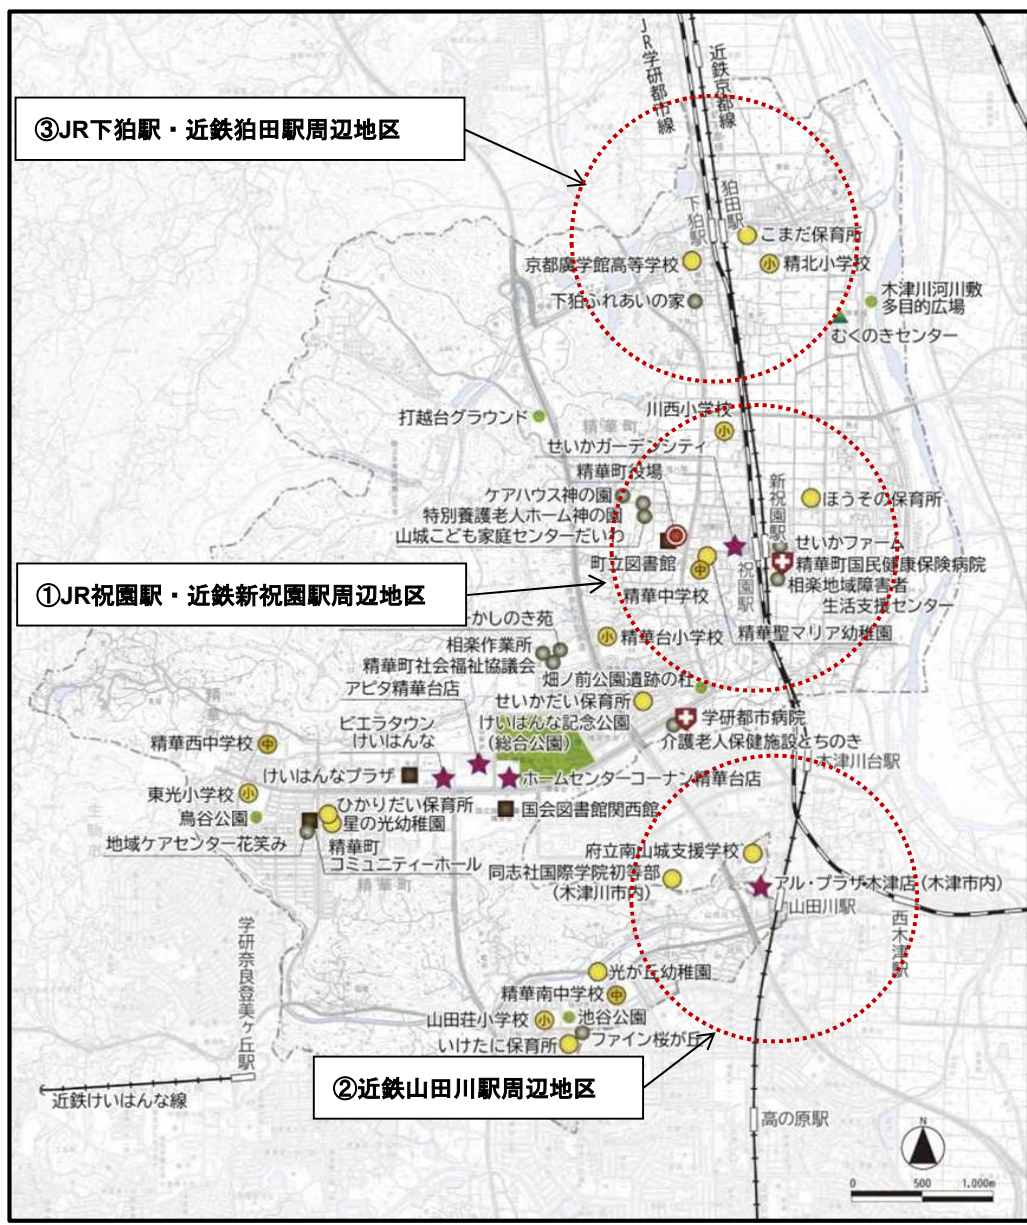 JR学研都市線
近鉄京都線
③JR下狛駅・近鉄狛田駅周辺地区
下狛駅
狛田駅
こまだ保育所
京都廣学館高等学校
小
精北小学校
下狛ふれあいの家
木津川河川敷
多目的広場
むくのきセンター
打越台グラウンド
川西小学校
小
精華町
せいかガーデンシティ
精華町役場
新祝園駅
ケアハウス神の園
ほうその保育所
特別養護老人ホーム神の園
山城こども家庭センターだいわ
せいかファーム
町立図書館
中
祝園駅
精華町国民健康保険病院
①JR祝園駅・近鉄新祝園駅周辺地区
精華中学校
相楽地域障害者
生活支援センター
かしのき苑
小
精華台小学校
精華聖マリア幼稚園
相楽作業所
精華町社会福祉協議会
畑ノ前公園遺跡の杜
アピタ精華台店
せいかだい保育所
ピエラタウン
けいはんな
けいはんな記念公園
(総合公園)
学研都市病院
介護老人保健施設とちのき
精華西中学校
中
木津川台駅
けいはんなプラザ
ホームセンターコーナン精華台店
東光小学校
小
鳥谷公園
ひかりだい保育所
星の光幼稚園
国会図書館関西館
地域ケアセンター花笑み
精華町
コミュニティーホール
府立南山城支援学校
同志社国際学院初等部
(木津川市内)
アル・プラザ木津店(木津市内)
精華町
山田川駅
西木津駅
学研奈良登美ヶ丘駅
光が丘幼稚園
精華南中学校
中
山田荘小学校
小
池谷公園
いけたに保育所
ファイン桜が丘
②近鉄山田川駅周辺地区
近鉄けいはんな線
高の原駅
N
0
500
1,000m